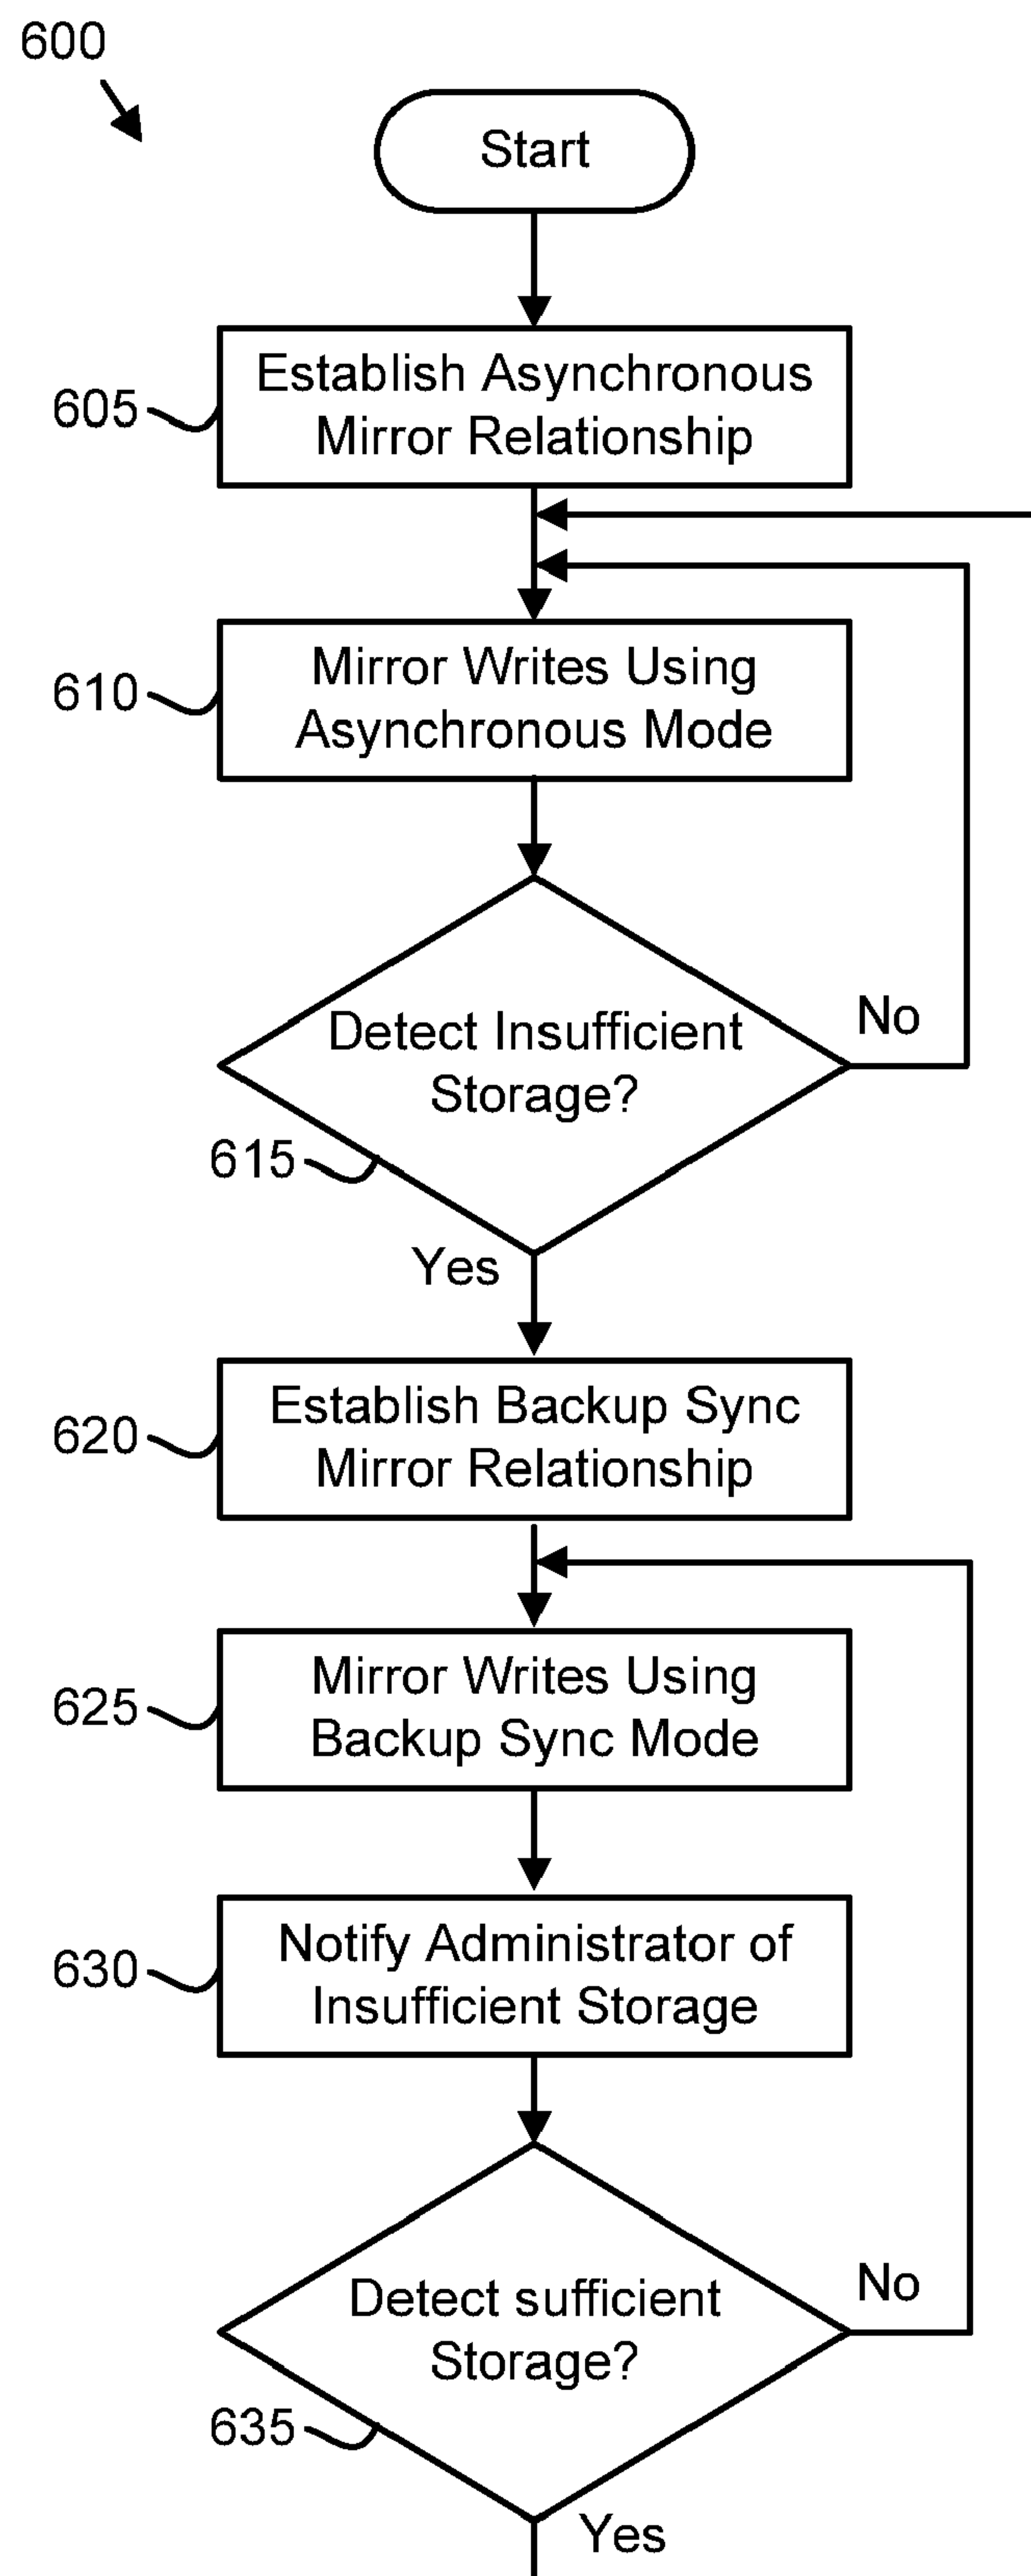 600
Start
605
Establish Asynchronous
Mirror Relationship
610
Mirror Writes Using
Asynchronous Mode
Detect Insufficient
Storage?
No
615
Yes
620
Establish Backup Sync
Mirror Relationship
625
Mirror Writes Using
Backup Sync Mode
630
Notify Administrator of
Insufficient Storage
Detect sufficient
Storage?
No
635
Yes